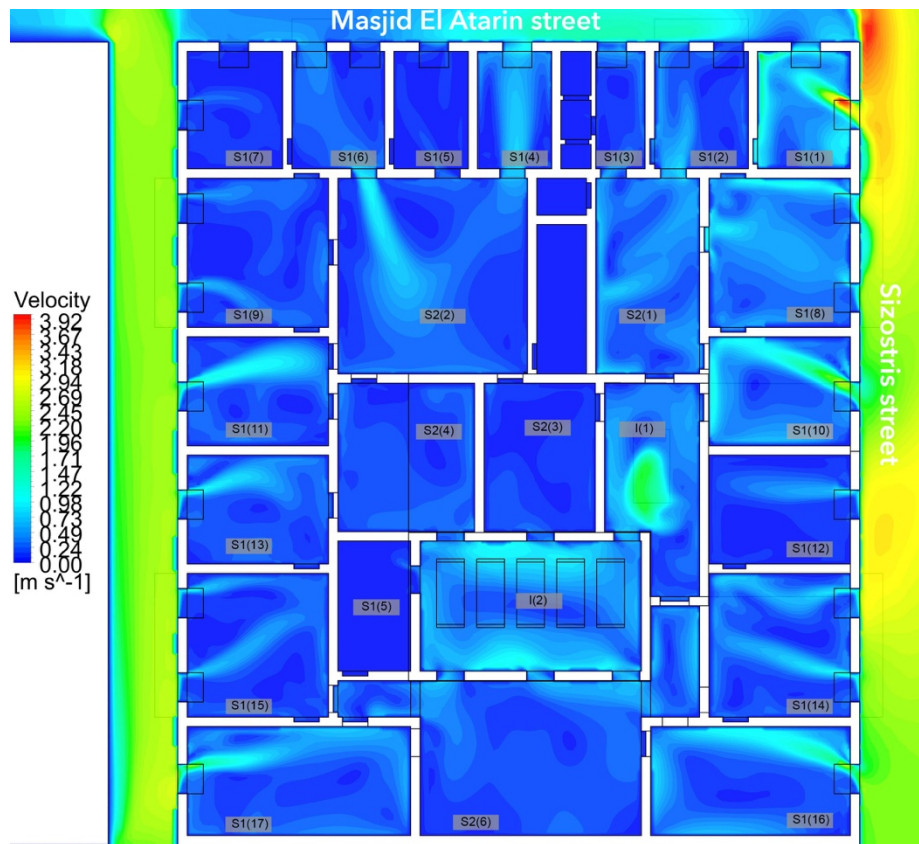 Masjid El Atarin street
S1(7)
S1(6)
S1(5)
S1(4)
S1(3)
S1(2)
S1(1)
S1(9)
S2(2)
S2(1)
S1(8)
Sizostris street
Velocity
3.92
3.67
3.43
3.18
2.94
2.69
2.45
2.20
1.96
1.71
1.47
1.22
0.98
0.73
0.49
0.24
0.00
[m s^-1]
S1(11)
S2(4)
S2(3)
I(1)
S1(10)
S1(13)
S1(12)
S1(5)
I(2)
S1(15)
S1(14)
S1(17)
S2(6)
S1(16)